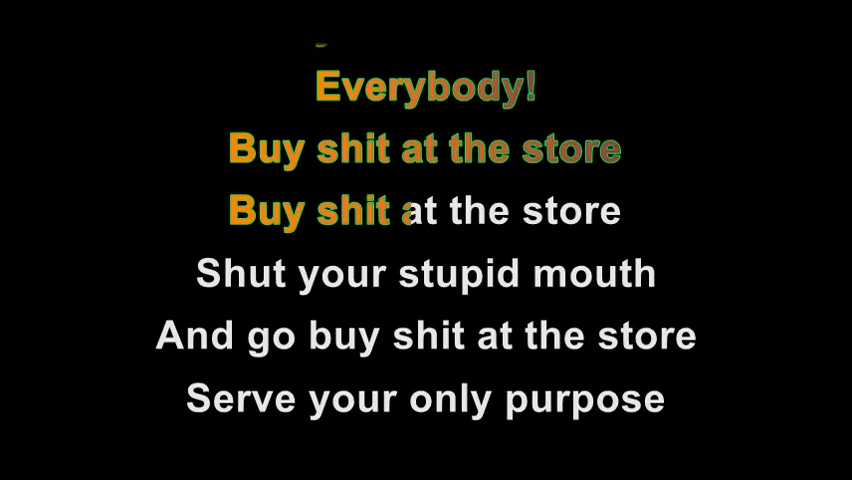 Everybody!
Buy shit at the store
Buy shit at the store
Shut your stupid mouth
And go buy shit at the store
Serve your only purpose